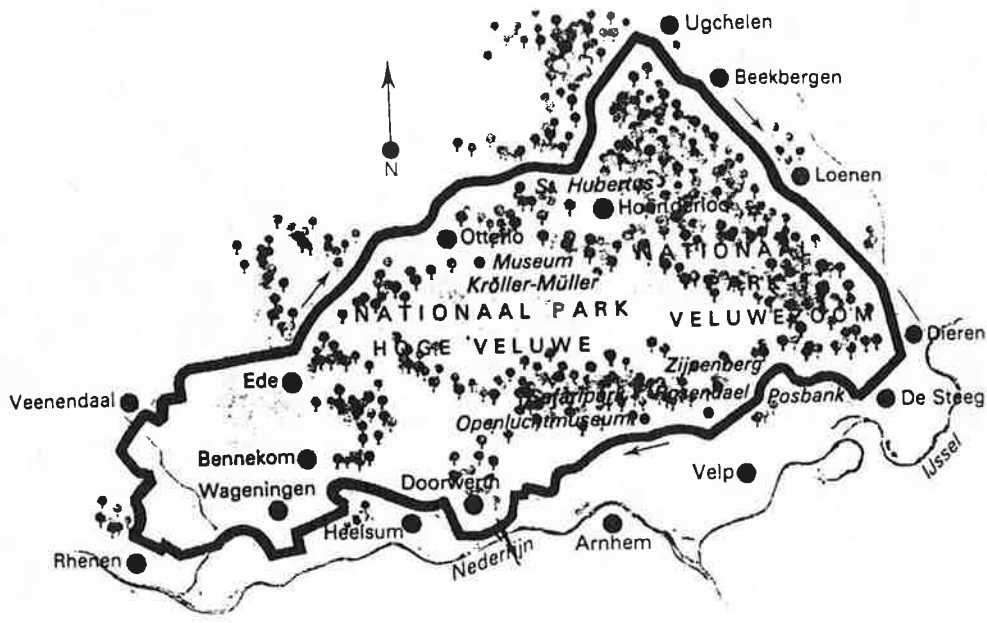 Ugchelen
Beekbergen
N
Loenen
St. Hubertus
Hoenderloo
Otterlo
Museum
Kröller-Müller
NATIONAAL
PARK
VELUWEZOOM
NATIONAAL PARK
HOGE VELUWE
Dieren
Zijpenberg
Ede
Veenendaal
Safaripark
Rosendael
Posbank
De Steeg
Openluchtmuseum
Bennekom
IJssel
Velp
Wageningen
Doorwerth
Heelsum
Arnhem
Nederrijn
Rhenen